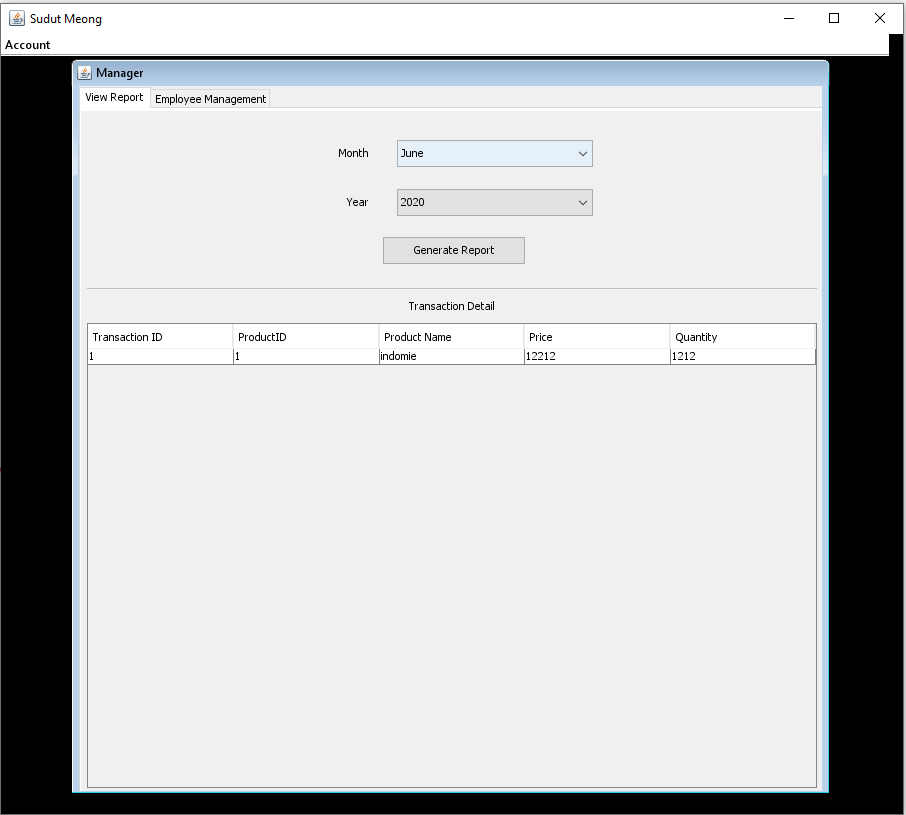 Sudut Meong
Account
Manager
View Report Employee Management
Month June
Year 2020
Generate Report
Transaction Detail
Transaction ID ProductID Product Name Price Quantity
1 1 indomie 12212 1212